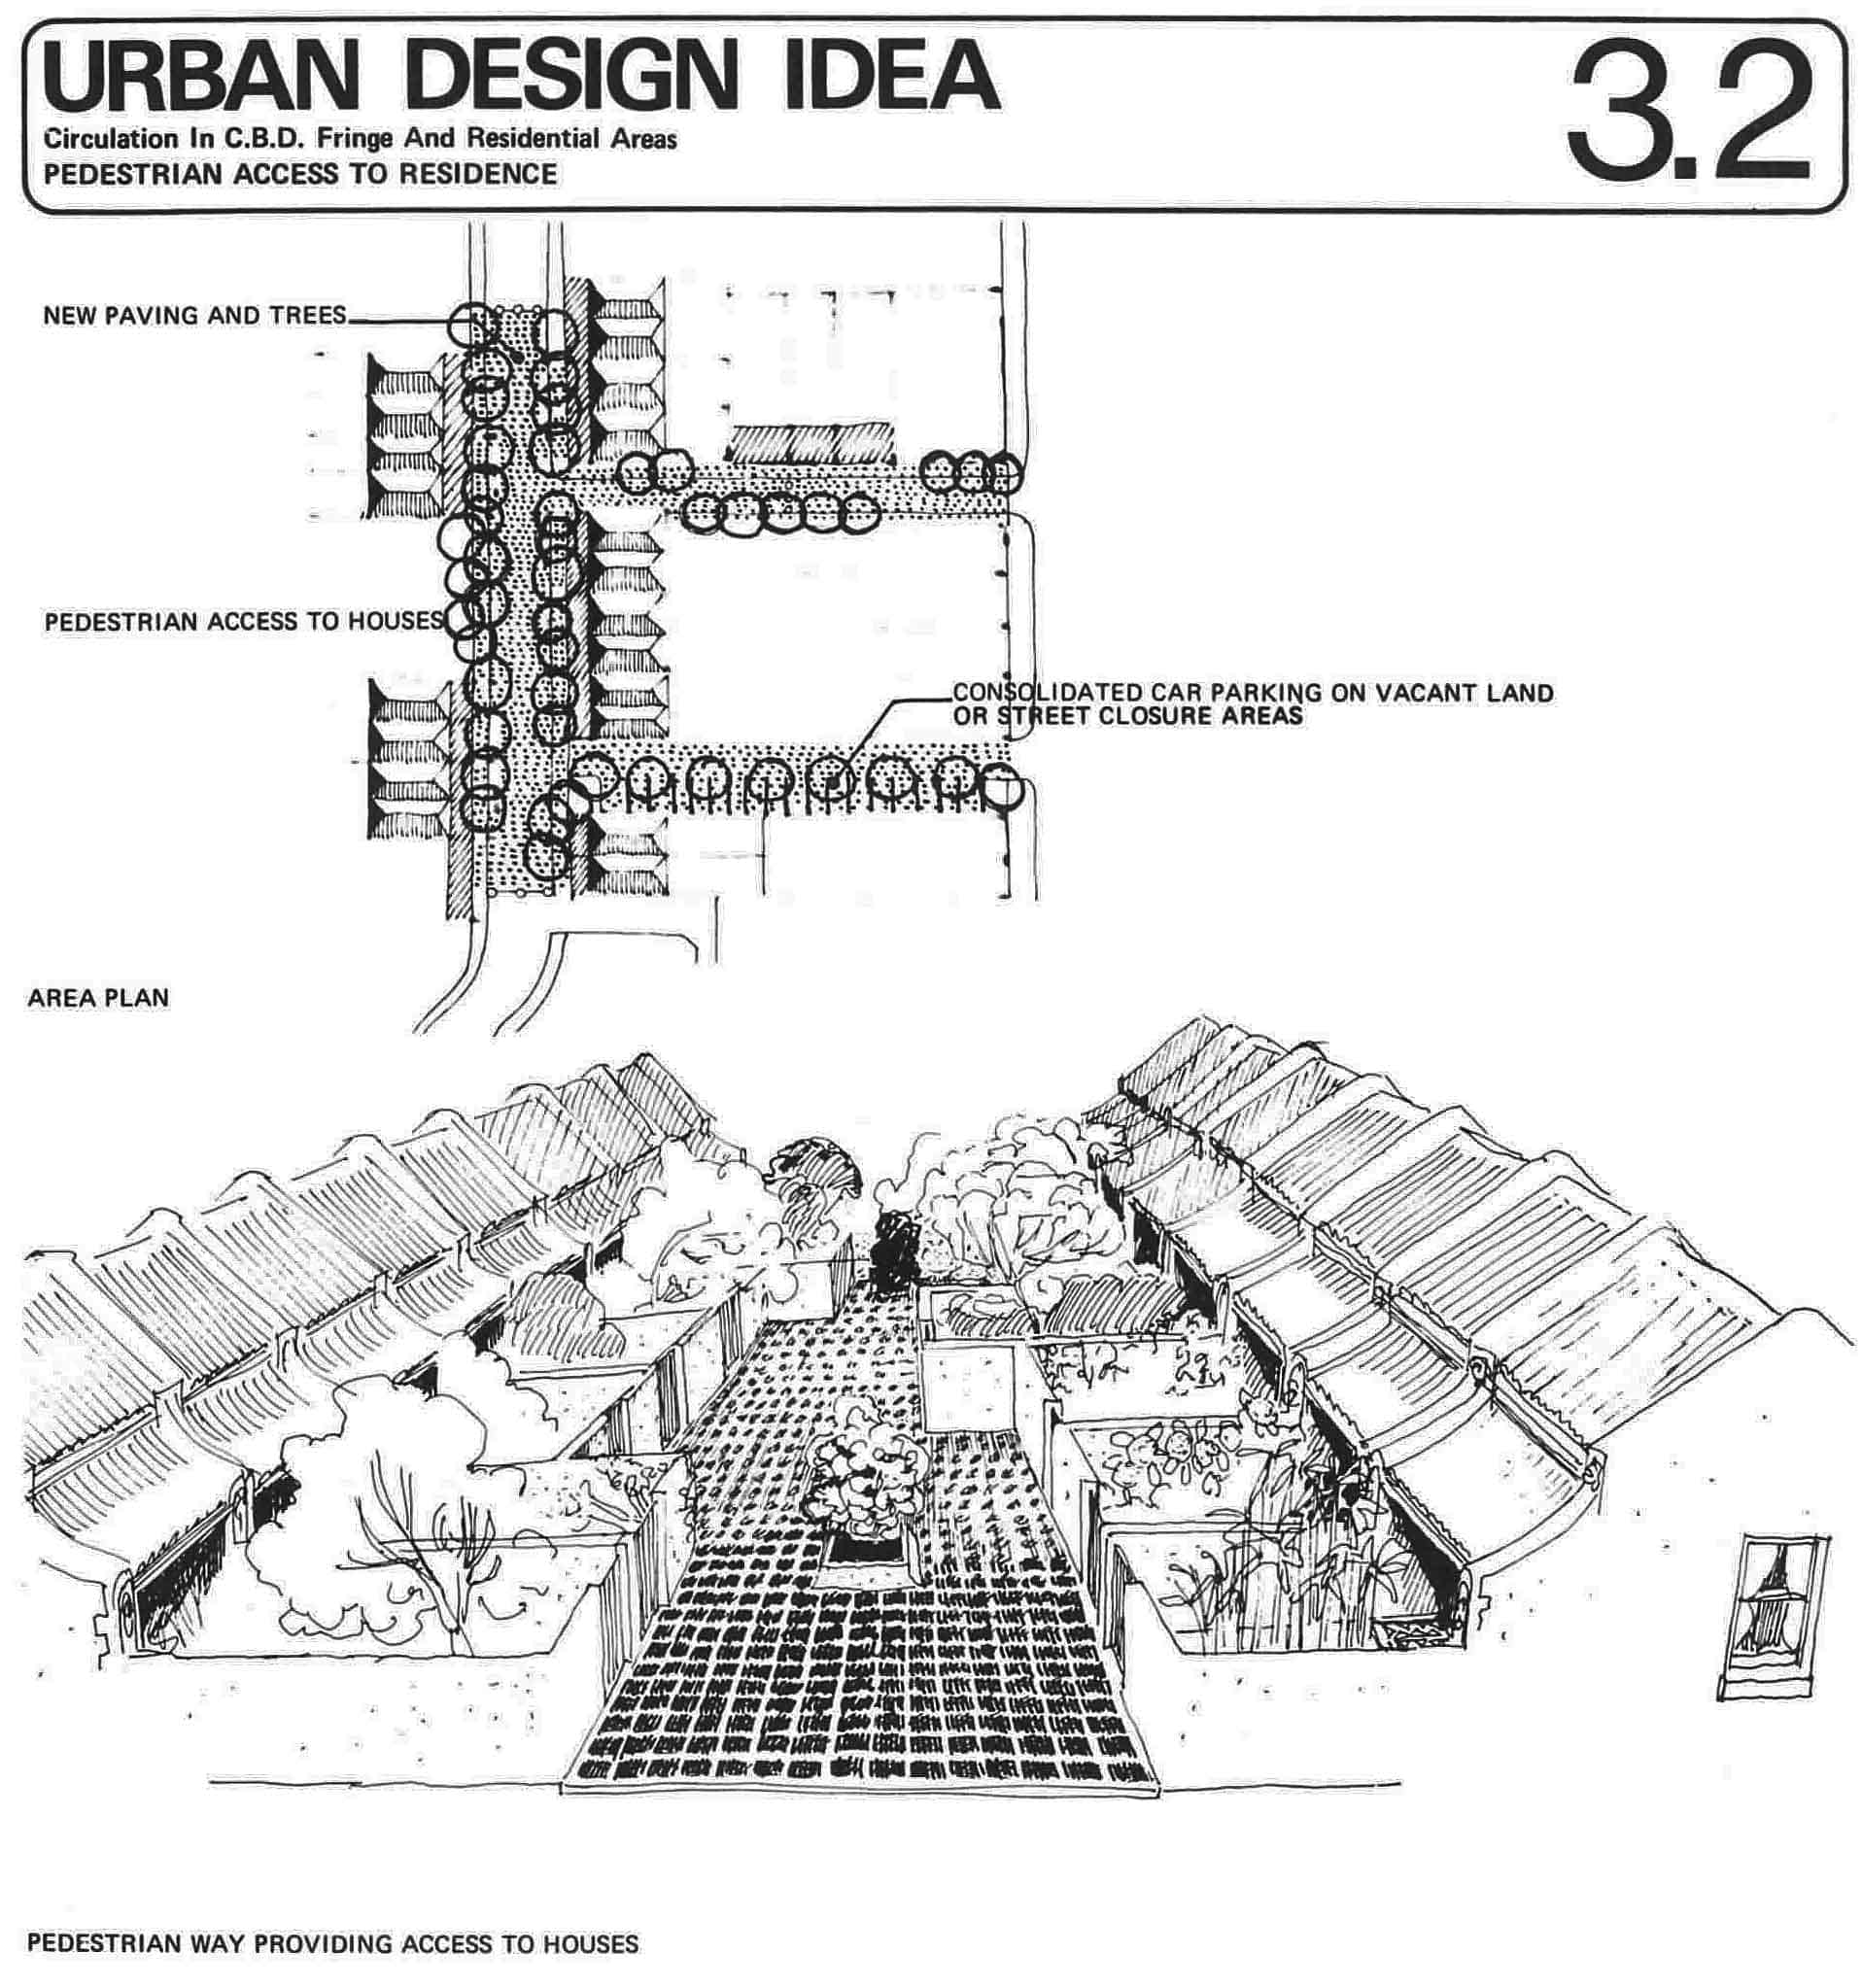 URBAN DESIGN IDEA
3.2
Circulation In C.B.D. Fringe And Residential Areas
PEDESTRIAN ACCESS TO RESIDENCE
NEW PAVING AND TREES
PEDESTRIAN ACCESS TO HOUSES
CONSOLIDATED CAR PARKING ON VACANT LAND
OR STREET CLOSURE AREAS
AREA PLAN
PEDESTRIAN WAY PROVIDING ACCESS TO HOUSES